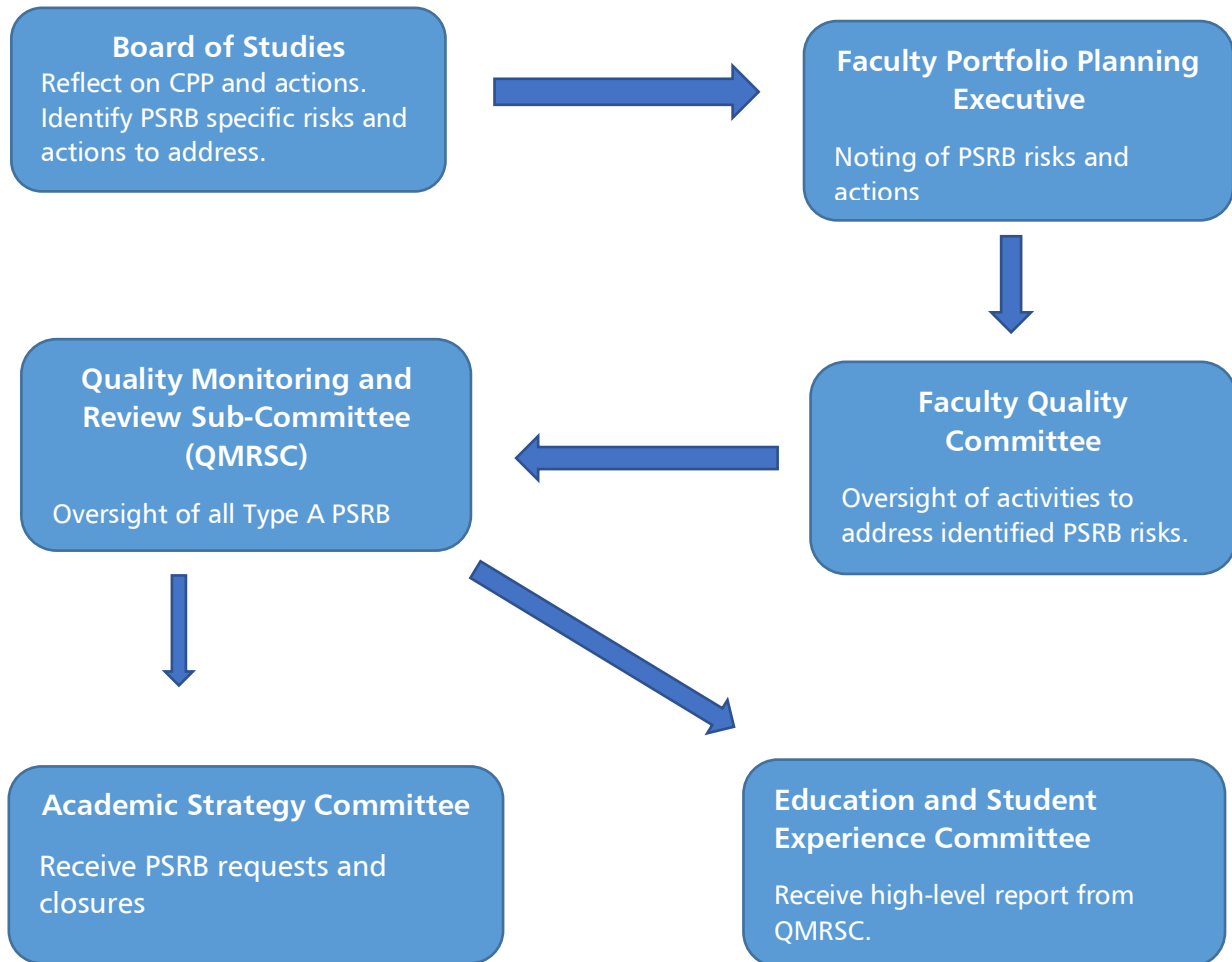 Board of Studies
Reflect on CPP and actions.
Identify PSRB specific risks and
actions to address.
Faculty Portfolio Planning
Executive
Noting of PSRB risks and
actions
Quality Monitoring and
Review Sub-Committee
(QMRSC)
Oversight of all Type A PSRB
Faculty Quality
Committee
Oversight of activities to
address identified PSRB risks.
Academic Strategy Committee
Receive PSRB requests and
closures
Education and Student
Experience Committee
Receive high-level report from
QMRSC.